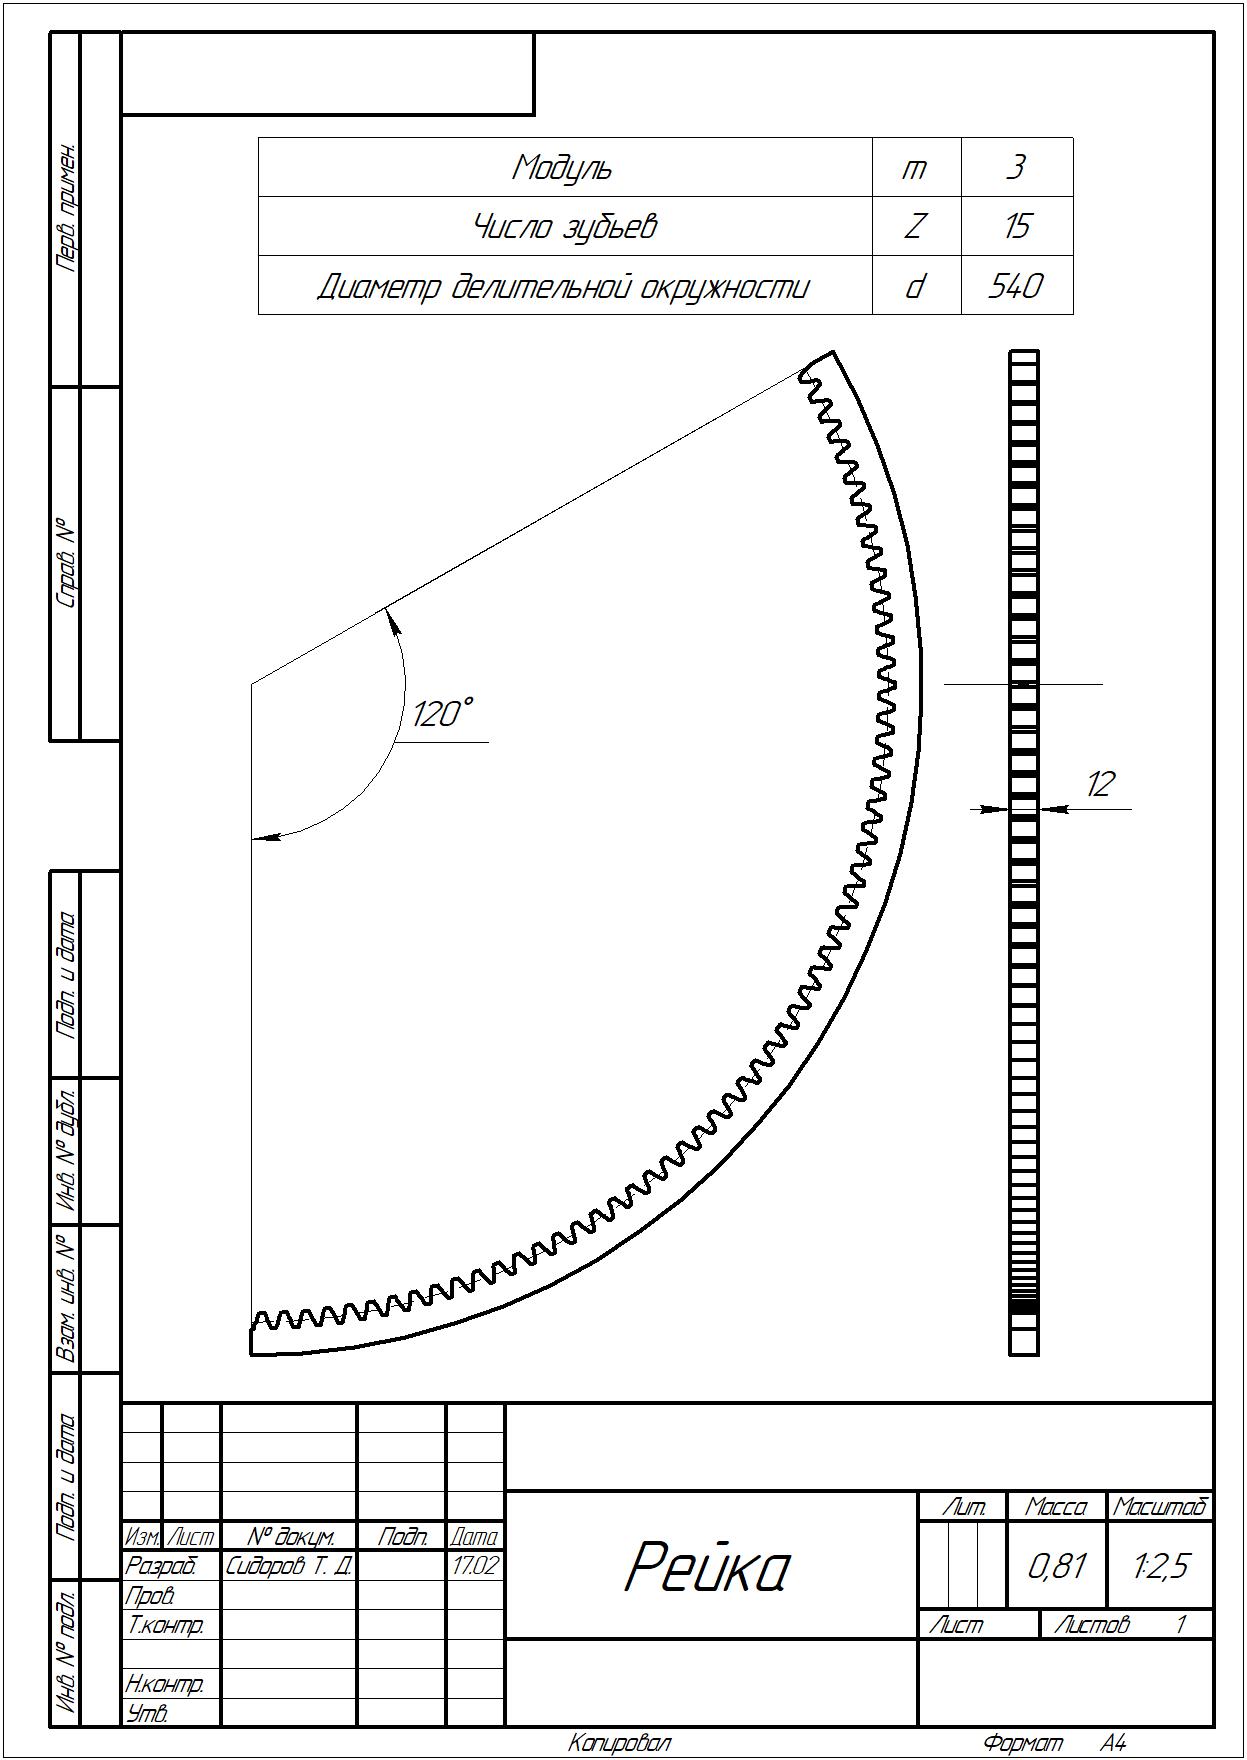 Модуль m 3
Число зубьев Z 15
Диаметр делительной окружности d 540
120°
12
Перв. примен.
Справ. №
Подп. и дата
Инв. № дубл.
Взам. инв. №
Подп. и дата
Инв. № подл.
Изм. Лист № докум. Подп. Дата
Разраб. Сидоров Т. Д. 17.02
Пров.
Т.контр.
Н.контр.
Утв.
Рейка
Лит. Масса Масштаб
0,81 1:2,5
Лист Листов 1
Копировал Формат А4